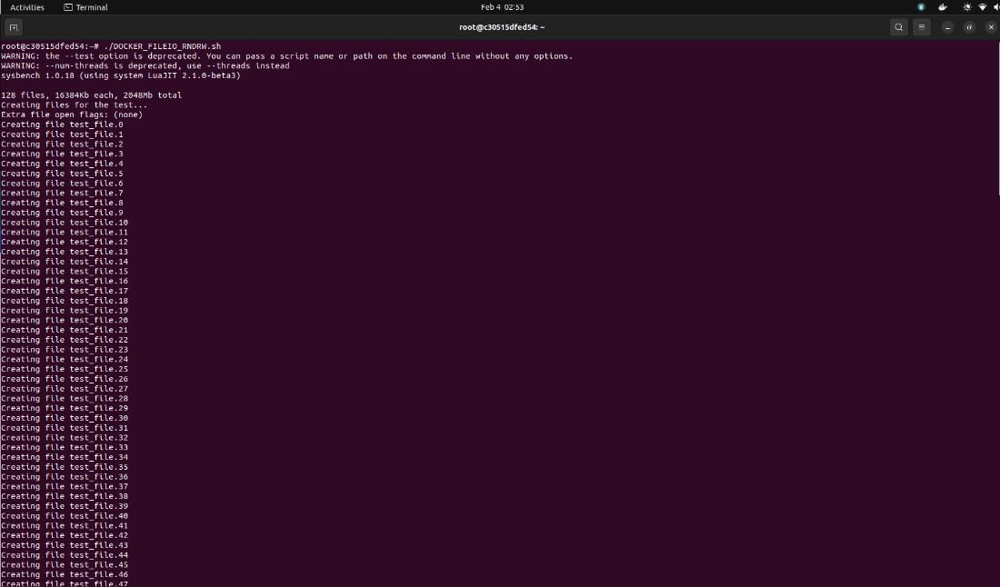 Activities Terminal Feb 4 02:53
root@c30515dfed54: ~
root@c30515dfed54:~# ./DOCKER_FILEIO_RNDRW.sh
WARNING: the --test option is deprecated. You can pass a script name or path on the command line without any options.
WARNING: --num-threads is deprecated, use --threads instead
sysbench 1.0.18 (using system LuaJIT 2.1.0-beta3)
128 files, 16384Kb each, 2048Mb total
Creating files for the test...
Extra file open flags: (none)
Creating file test_file.0
Creating file test_file.1
Creating file test_file.2
Creating file test_file.3
Creating file test_file.4
Creating file test_file.5
Creating file test_file.6
Creating file test_file.7
Creating file test_file.8
Creating file test_file.9
Creating file test_file.10
Creating file test_file.11
Creating file test_file.12
Creating file test_file.13
Creating file test_file.14
Creating file test_file.15
Creating file test_file.16
Creating file test_file.17
Creating file test_file.18
Creating file test_file.19
Creating file test_file.20
Creating file test_file.21
Creating file test_file.22
Creating file test_file.23
Creating file test_file.24
Creating file test_file.25
Creating file test_file.26
Creating file test_file.27
Creating file test_file.28
Creating file test_file.29
Creating file test_file.30
Creating file test_file.31
Creating file test_file.32
Creating file test_file.33
Creating file test_file.34
Creating file test_file.35
Creating file test_file.36
Creating file test_file.37
Creating file test_file.38
Creating file test_file.39
Creating file test_file.40
Creating file test_file.41
Creating file test_file.42
Creating file test_file.43
Creating file test_file.44
Creating file test_file.45
Creating file test_file.46
Creating file test_file.47